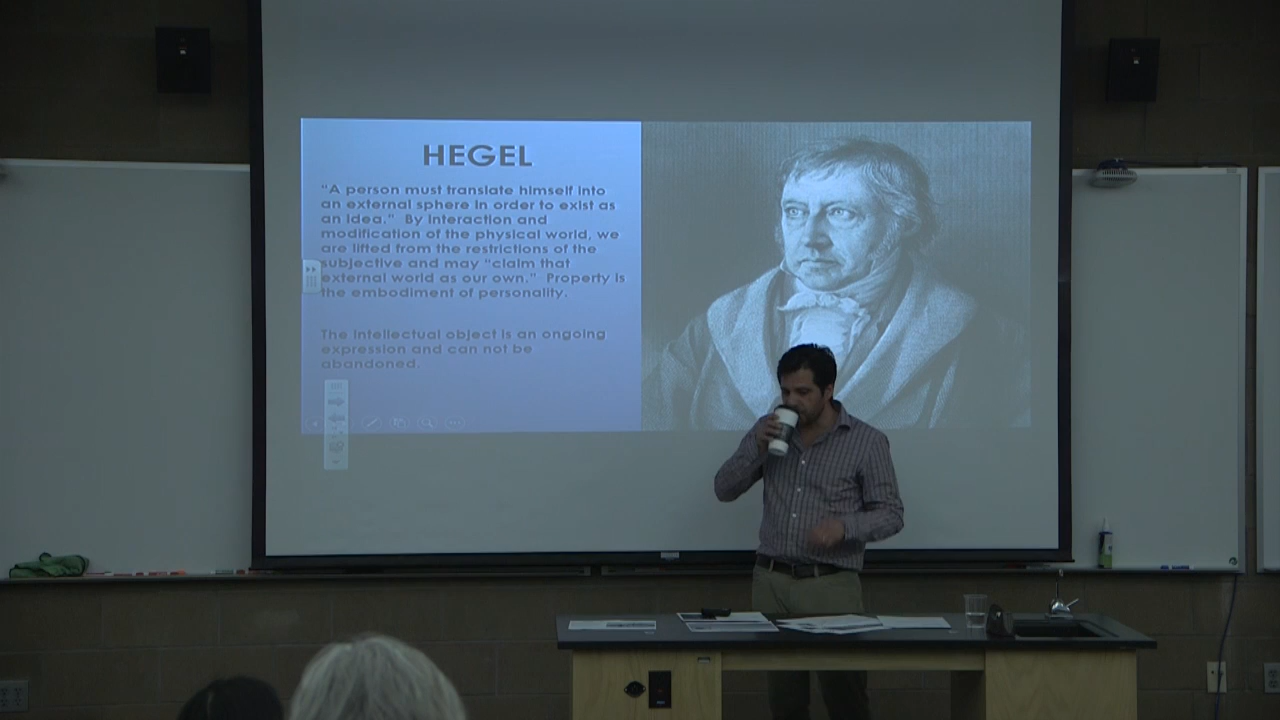 HEGEL
"A person must translate himself into
an external sphere in order to exist as
an idea." By interaction and
modification of the physical world, we
are lifted from the restrictions of the
subjective and may "claim that
external world as our own." Property is
the embodiment of personality.
The intellectual object is an ongoing
expression and can not be
abandoned.